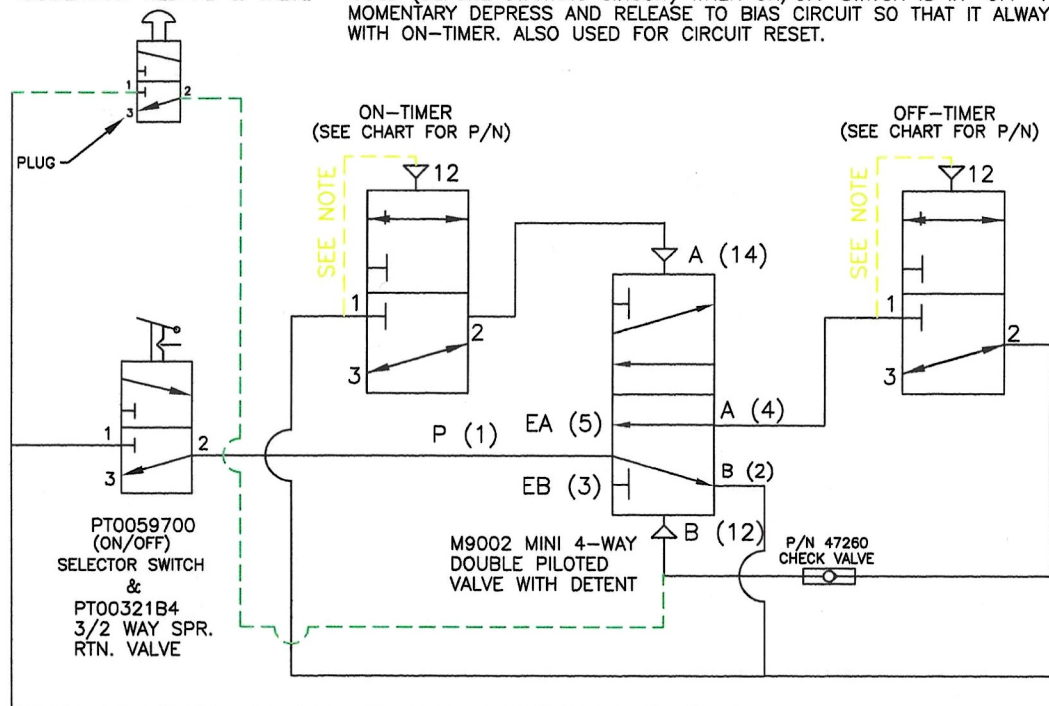 MOMENTARY DEPRESS AND RELEASE TO BIAS CIRCUIT SO THAT IT ALWAY
WITH ON-TIMER. ALSO USED FOR CIRCUIT RESET.
1
2
3
PLUG
ON-TIMER
(SEE CHART FOR P/N)
OFF-TIMER
(SEE CHART FOR P/N)
SEE NOTE
12
1
2
3
A (14)
SEE NOTE
12
1
2
3
EA (5)
A (4)
P (1)
B (2)
EB (3)
B (12)
1
2
3
PT0059700
(ON/OFF)
SELECTOR SWITCH
&
PT00321B4
3/2 WAY SPR.
RTN. VALVE
M9002 MINI 4-WAY
DOUBLE PILOTED
VALVE WITH DETENT
P/N 47260
CHECK VALVE